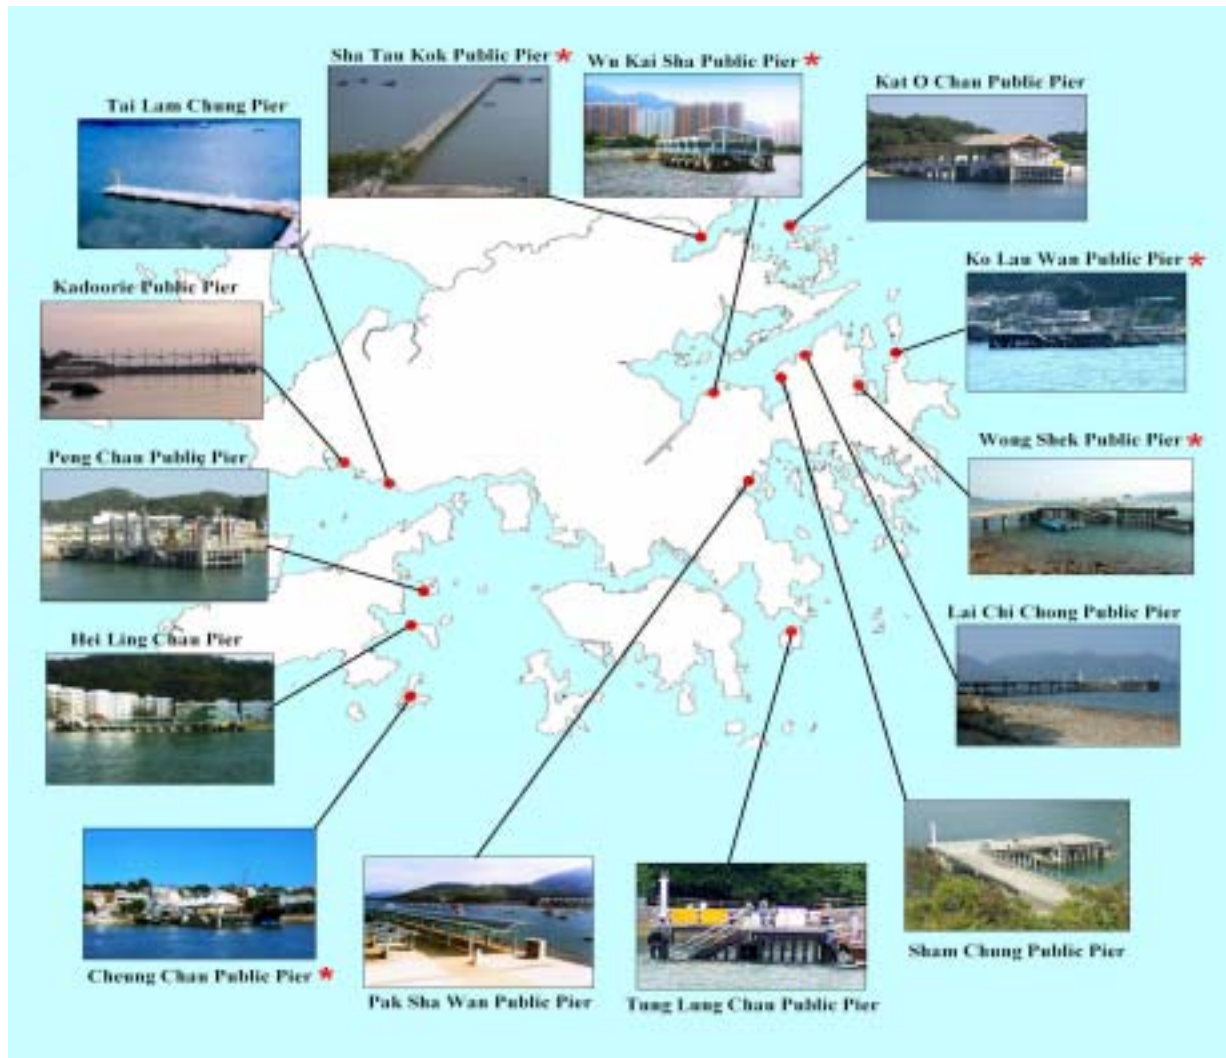 Sha Tau Kok Public Pier *
Wu Kai Sha Public Pier *
Kat O Chau Public Pier
Tai Lam Chung Pier
Ko Lau Wan Public Pier *
Kadoorie Public Pier
Wong Shek Public Pier *
Peng Chau Public Pier
Lai Chi Chong Public Pier
Hei Ling Chau Pier
Sham Chung Public Pier
Cheung Chau Public Pier *
Pak Sha Wan Public Pier
Tung Lung Chau Public Pier